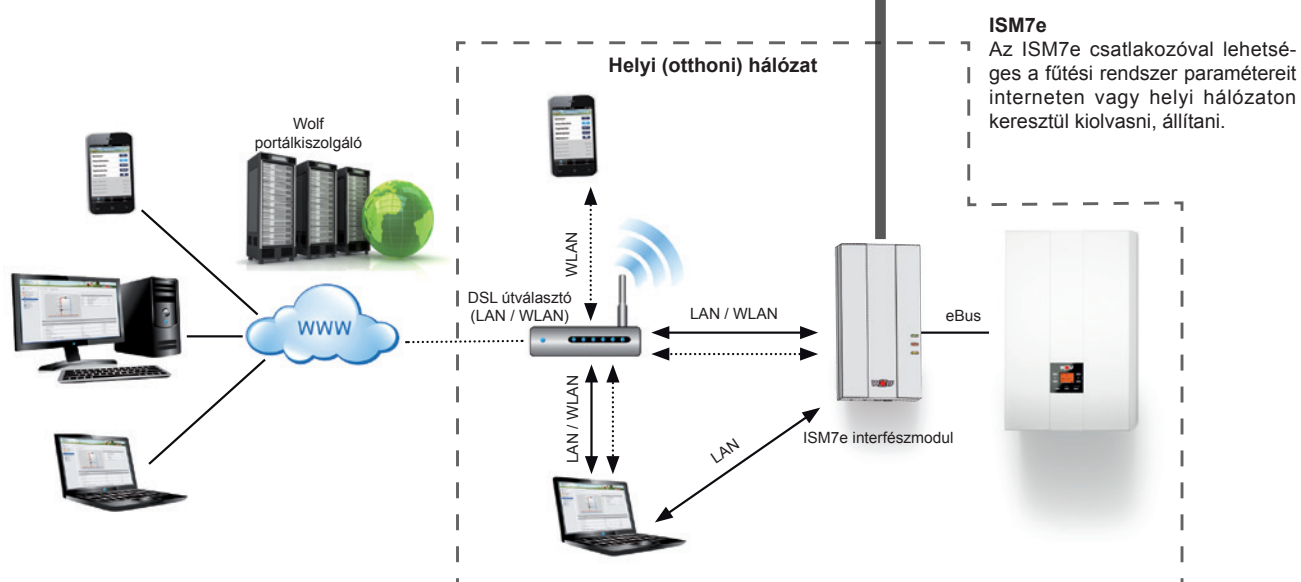 ISM7e
Az ISM7e csatlakozóval lehetsé-
ges a fűtési rendszer paramétereit
interneten vagy helyi hálózaton
keresztül kiolvasni, állítani.
Helyi (otthoni) hálózat
Wolf
portálkiszolgáló
WLAN
DSL útválasztó
(LAN / WLAN)
WWW
LAN / WLAN
eBus
LAN / WLAN
LAN
ISM7e interfészmodul